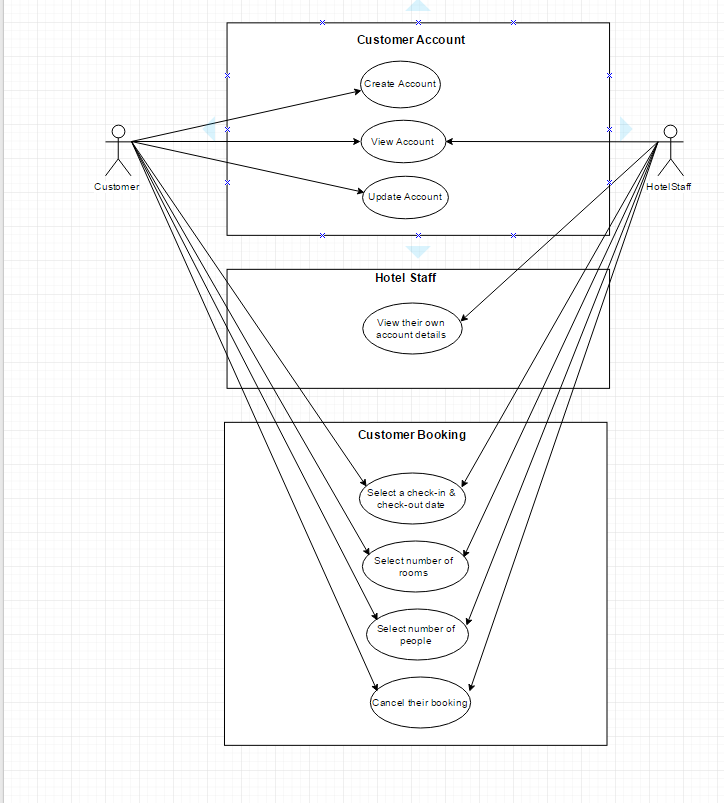 Customer Account
Create Account
View Account
Update Account
Customer
HotelStaff
Hotel Staff
View their own
account details
Customer Booking
Select a check-in &
check-out date
Select number of
rooms
Select number of
people
Cancel their booking